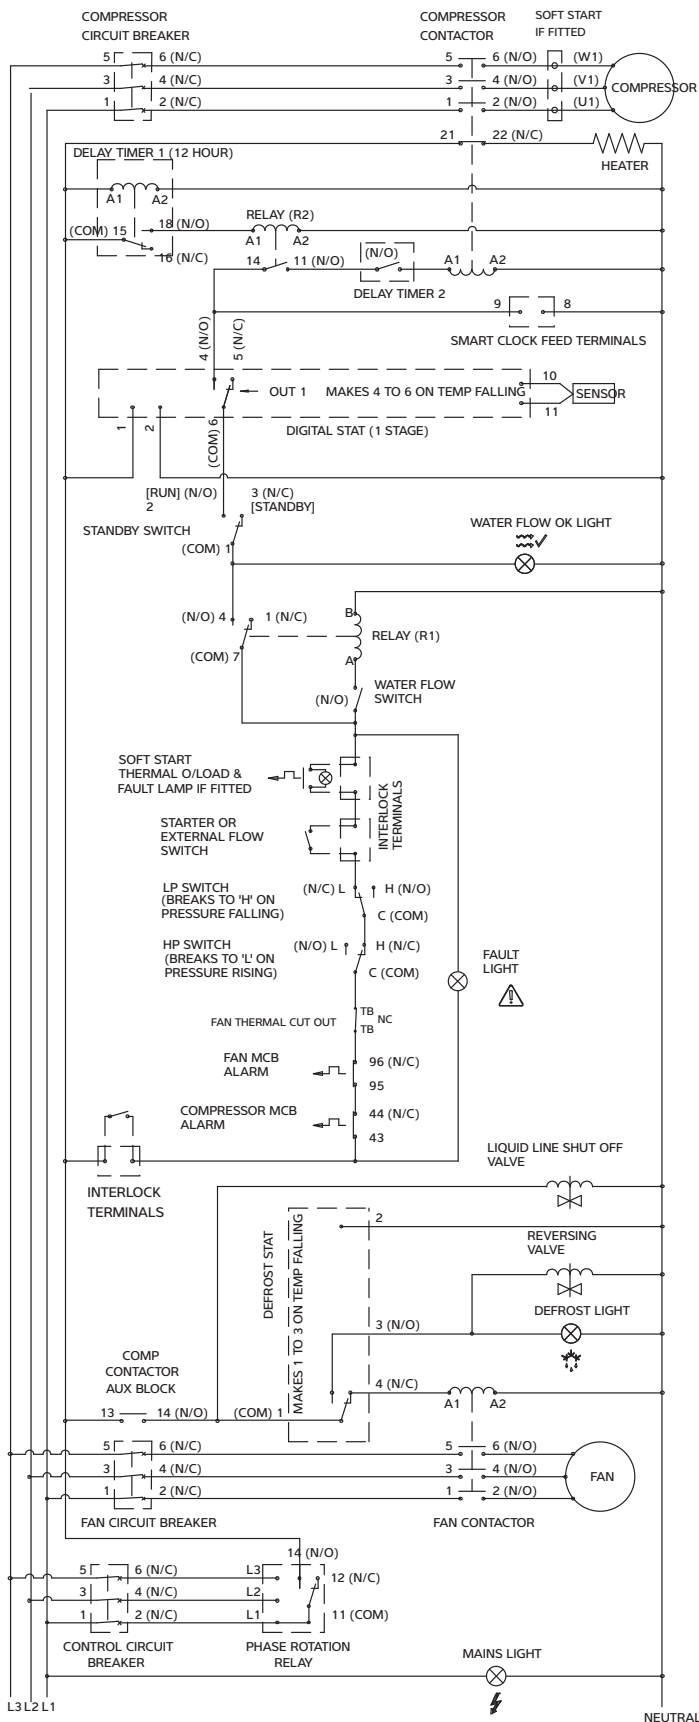 COMPRESSOR
CIRCUIT BREAKER
COMPRESSOR
CONTACTOR
SOFT START
IF FITTED
5 6 (N/C) 5 6 (N/O) (W1)
3 4 (N/C) 3 4 (N/O) (V1) COMPRESSOR
1 2 (N/C) 1 2 (N/O) (U1)
21 22 (N/C)
HEATER
DELAY TIMER 1 (12 HOUR)
A1 A2
18 (N/O)
(COM) 15
16 (N/C)
RELAY (R2)
A1 A2
14 11 (N/O)
(N/O)
DELAY TIMER 2
A1 A2
9 8
SMART CLOCK FEED TERMINALS
4 (N/O)
5 (N/C)
OUT 1 MAKES 4 TO 6 ON TEMP FALLING
10
11
SENSOR
1
2
(COM) 6
DIGITAL STAT (1 STAGE)
[RUN] (N/O)
2
3 (N/C)
[STANDBY]
STANDBY SWITCH
(COM) 1
WATER FLOW OK LIGHT
(N/O) 4 1 (N/C)
(COM) 7
B
RELAY (R1)
A
(N/O)
WATER FLOW
SWITCH
SOFT START
THERMAL O/LOAD &
FAULT LAMP IF FITTED
INTERLOCK
TERMINALS
STARTER OR
EXTERNAL FLOW
SWITCH
LP SWITCH
(BREAKS TO 'H' ON
PRESSURE FALLING)
(N/C) L H (N/O)
C (COM)
HP SWITCH
(BREAKS TO 'L' ON
PRESSURE RISING)
(N/O) L H (N/C)
C (COM)
FAULT
LIGHT
FAN THERMAL CUT OUT
TB
TB
NC
FAN MCB
ALARM
96 (N/C)
95
COMPRESSOR MCB
ALARM
44 (N/C)
43
INTERLOCK
TERMINALS
LIQUID LINE SHUT OFF
VALVE
DEFROST STAT
MAKES 1 TO 3 ON TEMP FALLING
2
REVERSING
VALVE
3 (N/O)
DEFROST LIGHT
COMP
CONTACTOR
AUX BLOCK
4 (N/C)
A1 A2
13 14 (N/O) (COM) 1
5 6 (N/C) 5 6 (N/O)
3 4 (N/C) 3 4 (N/O) FAN
1 2 (N/C) 1 2 (N/O)
FAN CIRCUIT BREAKER
FAN CONTACTOR
14 (N/O)
5 6 (N/C) L3 12 (N/C)
3 4 (N/C) L2
1 2 (N/C) L1 11 (COM)
CONTROL CIRCUIT
BREAKER
PHASE ROTATION
RELAY
MAINS LIGHT
L3 L2 L1
NEUTRAL